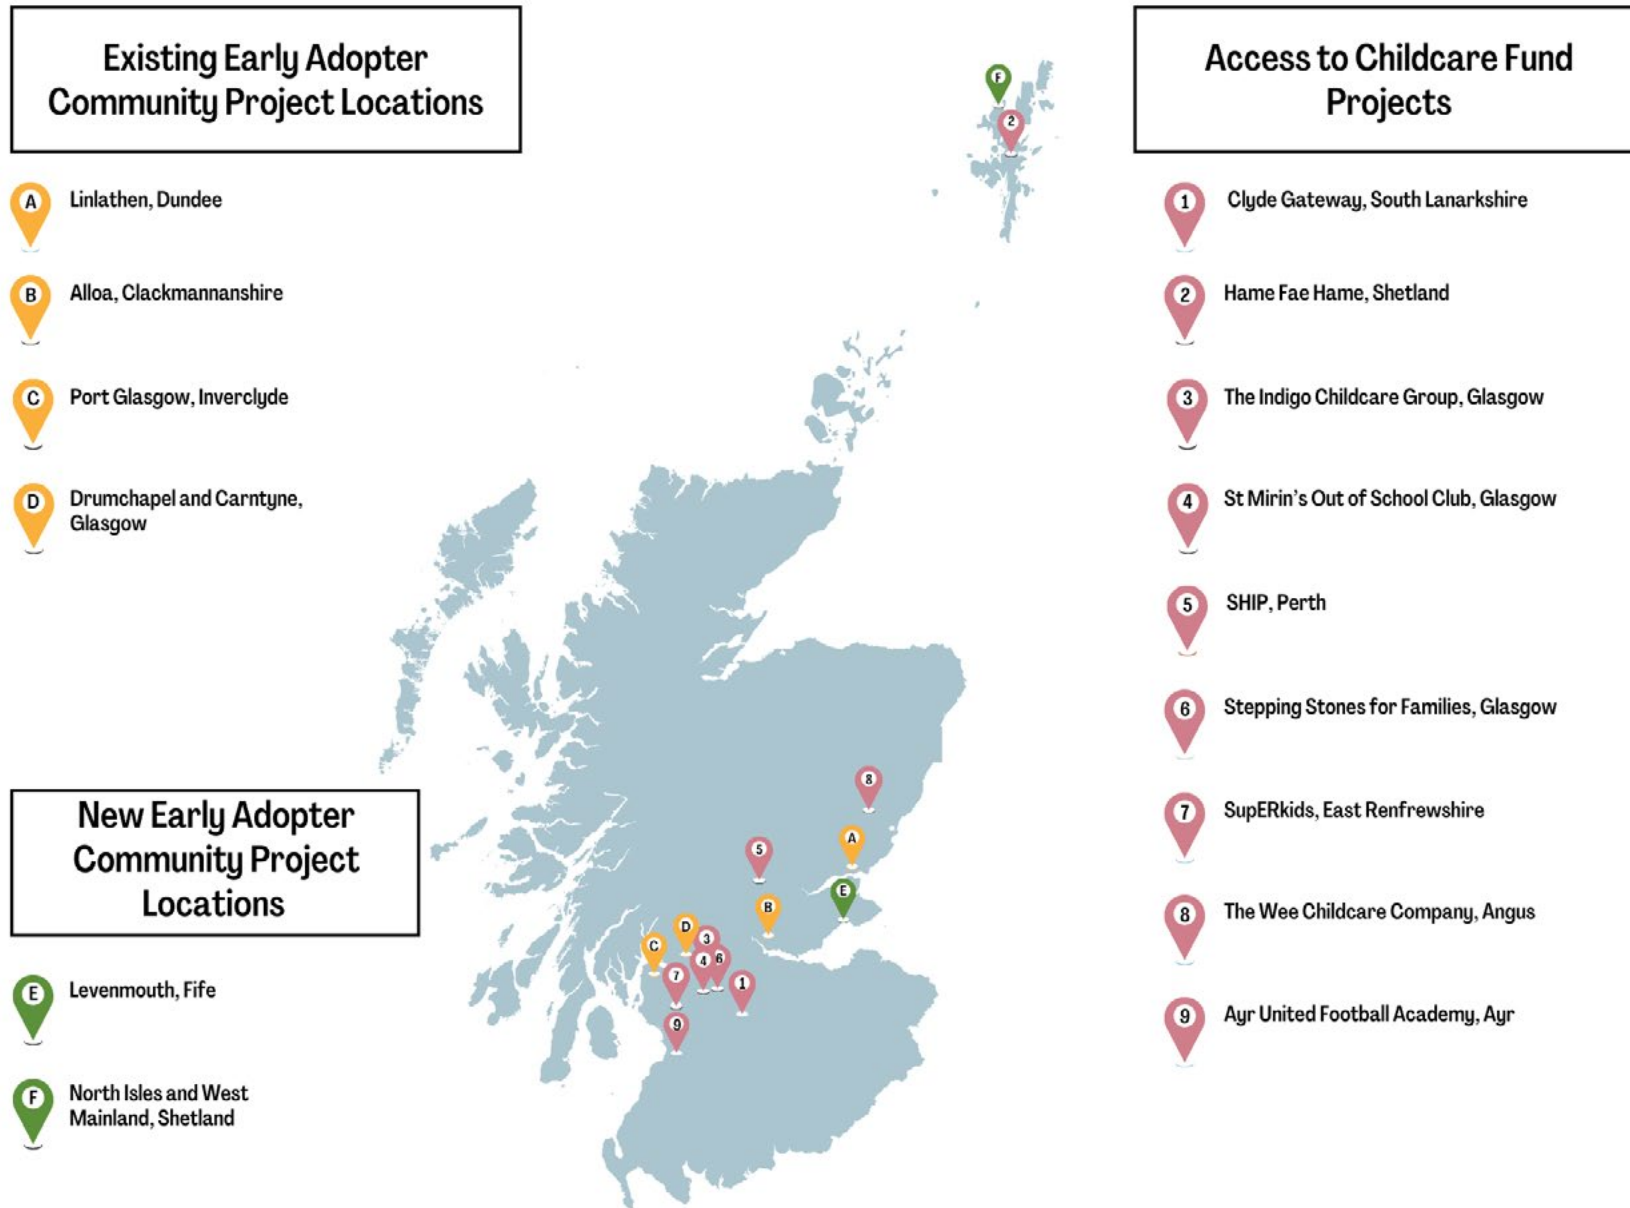 Existing Early Adopter
Community Project Locations
A
Linlathen, Dundee
B
Alloa, Clackmannanshire
C
Port Glasgow, Inverclyde
D
Drumchapel and Carntyne,
Glasgow
New Early Adopter
Community Project
Locations
E
Levenmouth, Fife
F
North Isles and West
Mainland, Shetland
F
2
8
A
5
E
B
D
3
C
4
6
7
1
9
Access to Childcare Fund
Projects
1
Clyde Gateway, South Lanarkshire
2
Hame Fae Hame, Shetland
3
The Indigo Childcare Group, Glasgow
4
St Mirin's Out of School Club, Glasgow
5
SHIP, Perth
6
Stepping Stones for Families, Glasgow
7
SupERkids, East Renfrewshire
8
The Wee Childcare Company, Angus
9
Ayr United Football Academy, Ayr